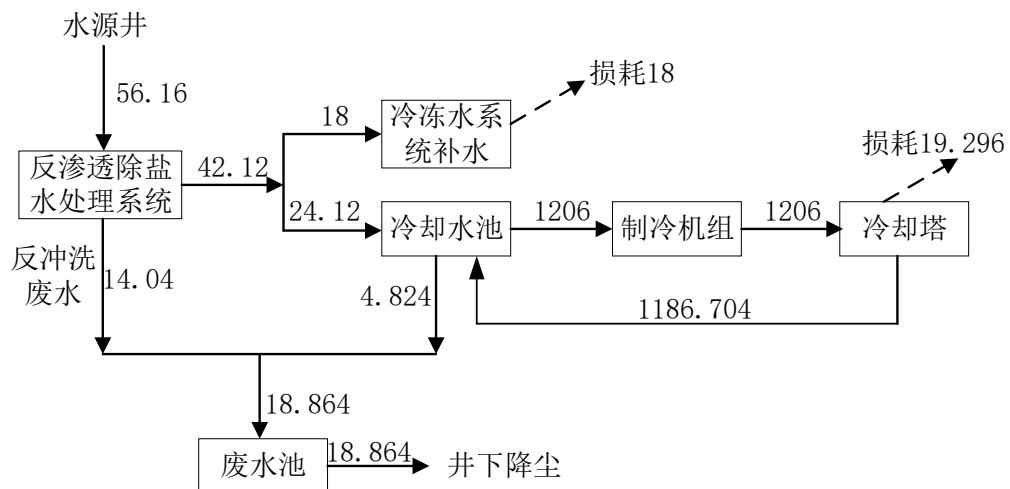 水源井
56.16
损耗18
18
冷冻水系
统补水
损耗19.296
反渗透除盐
水处理系统
42.12
24.12
冷却水池
1206
制冷机组
1206
冷却塔
反冲洗
废水
14.04
4.824
1186.704
18.864
废水池
18.864
井下降尘